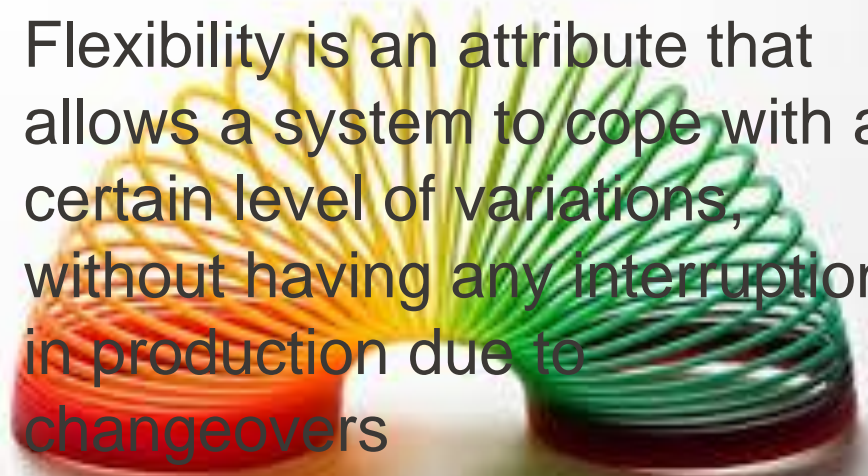 Flexibility is an attribute that
allows a system to cope with a
certain level of variations,
without having any interruption
in production due to
changeovers